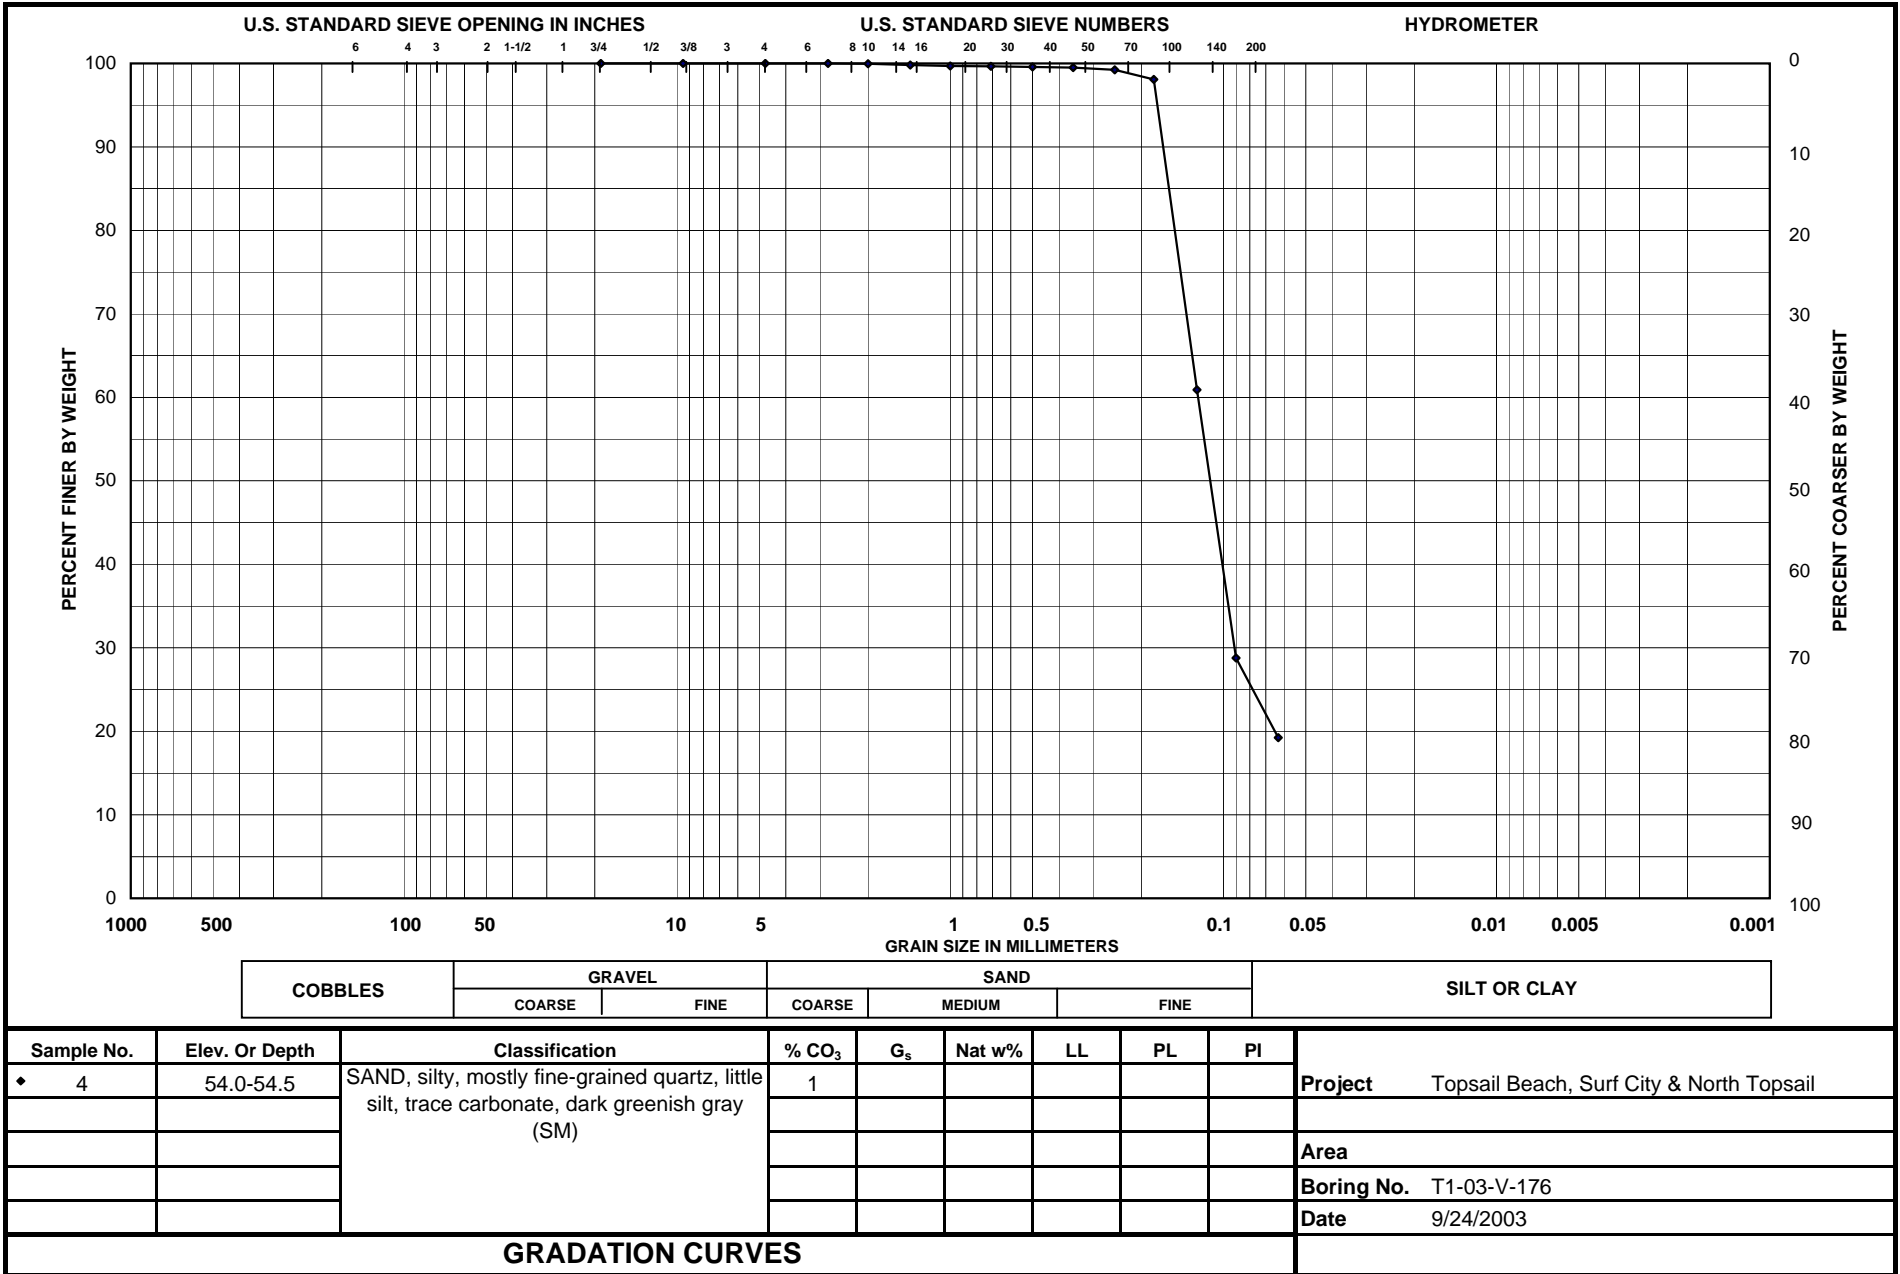 U.S. STANDARD SIEVE OPENING IN INCHES U.S. STANDARD SIEVE NUMBERS HYDROMETER
6 4 3 2 1-1/2 1 3/4 1/2 3/8 3 4 6 8 10 14 16 20 30 40 50 70 100 140 200
100 0
90 10
80 20
70 30
60 40
50 50
40 60
30 70
20 80
10 90
0 100
PERCENT FINER BY WEIGHT
PERCENT COARSER BY WEIGHT
1000 500 100 50 10 5 1 0.5 0.1 0.05 0.01 0.005 0.001
GRAIN SIZE IN MILLIMETERS
COBBLES GRAVEL SAND SILT OR CLAY
COARSE FINE COARSE MEDIUM FINE
Sample No. Elev. Or Depth Classification % CO₃ Gₛ Nat w% LL PL PI
4 54.0-54.5 SAND, silty, mostly fine-grained quartz, little 1
silt, trace carbonate, dark greenish gray
(SM)
Project Topsail Beach, Surf City & North Topsail
Area
Boring No. T1-03-V-176
Date 9/24/2003
GRADATION CURVES